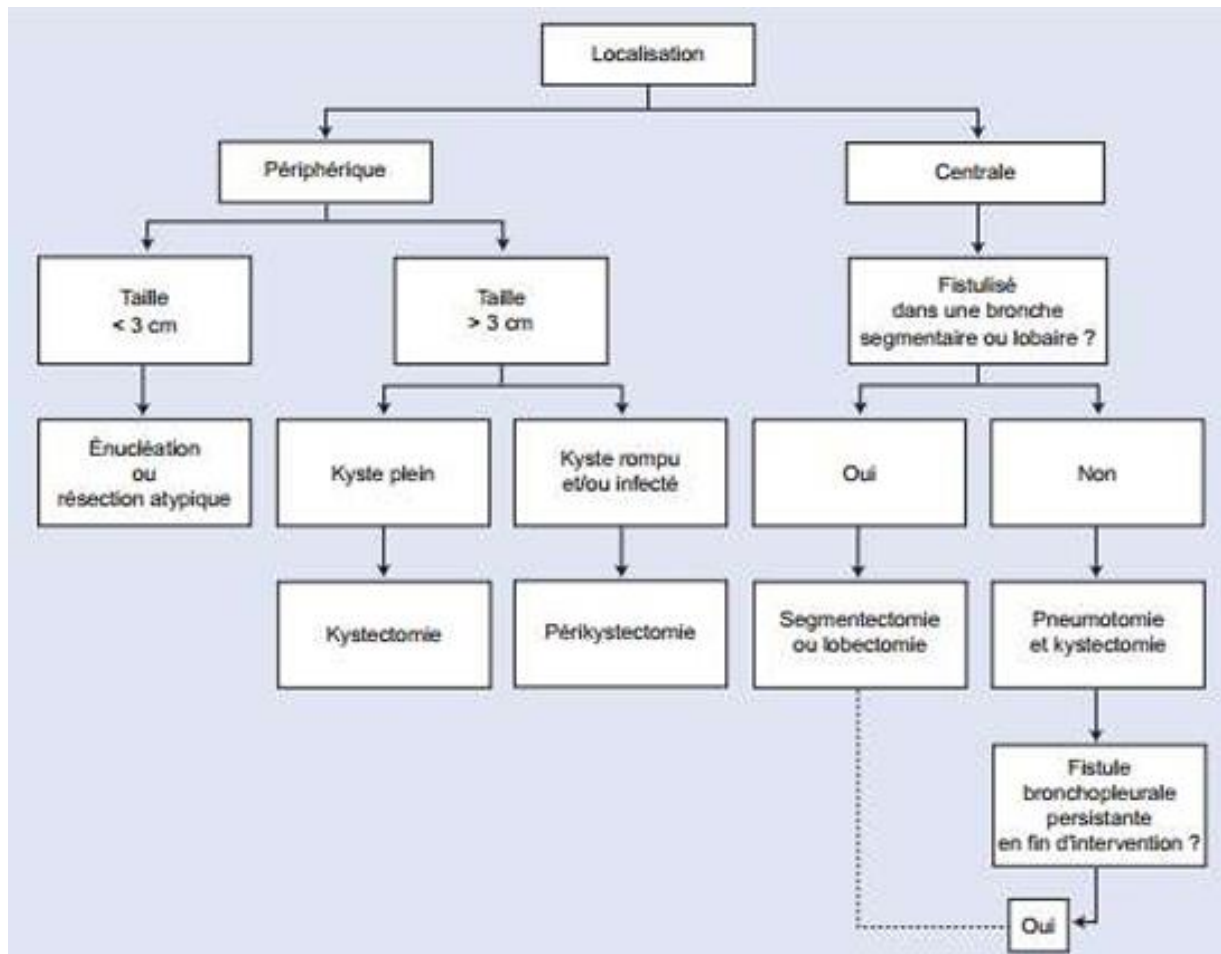 Localisation
Périphérique
Centrale
Taille
< 3 cm
Taille
> 3 cm
Fistulisé
dans une bronche
segmentaire ou lobaire ?
Énucléation
ou
résection atypique
Kyste plein
Kyste rompu
et/ou infecté
Oui
Non
Kystectomie
Périkystectomie
Segmentectomie
ou lobectomie
Pneumotomie
et kystectomie
Fistule
bronchopleurale
persistante
en fin d'intervention ?
Oui